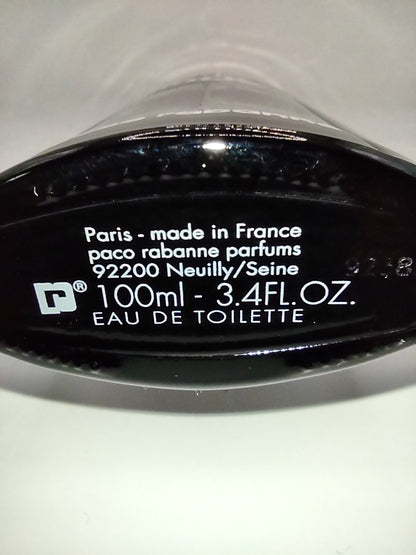 Paris - made in France
paco rabanne parfums
92200 Neuilly/Seine
® 100ml - 3.4FL.OZ.
EAU DE TOILETTE